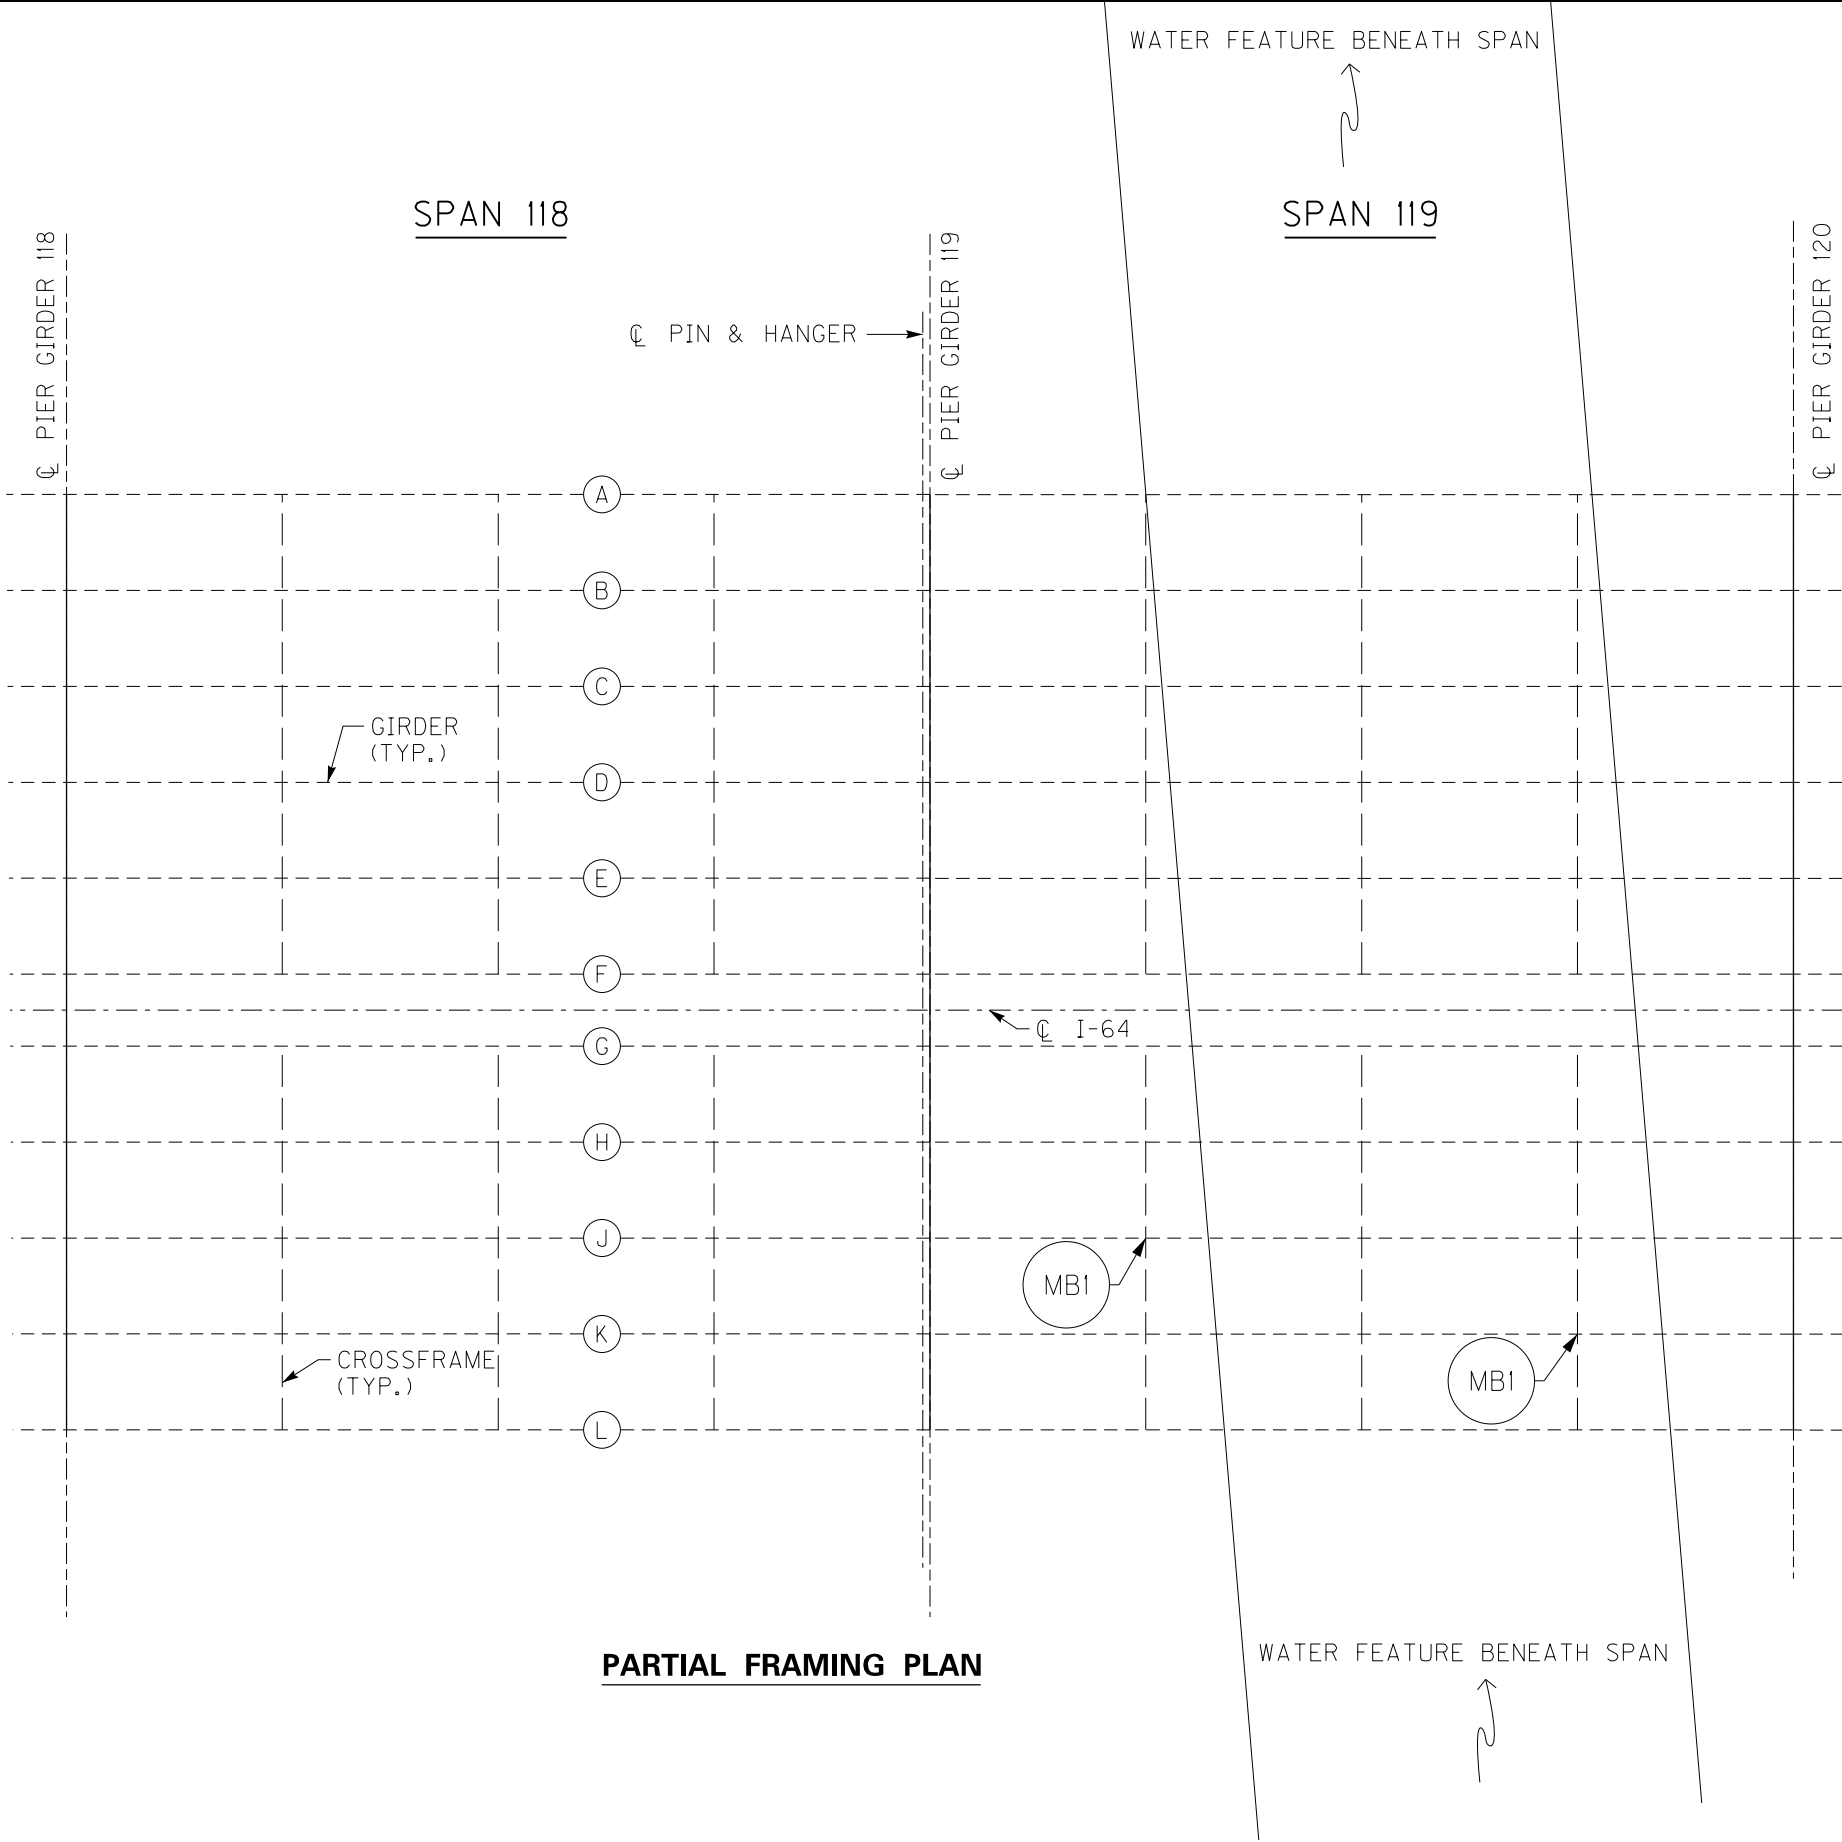 WATER FEATURE BENEATH SPAN
SPAN 118
SPAN 119
℄ PIER GIRDER 118
℄ PIN & HANGER
℄ PIER GIRDER 119
℄ PIER GIRDER 120
A
B
C
GIRDER
(TYP.)
D
E
F
℄ I-64
G
H
J
MB1
K
CROSSFRAME
(TYP.)
MB1
L
WATER FEATURE BENEATH SPAN
PARTIAL FRAMING PLAN